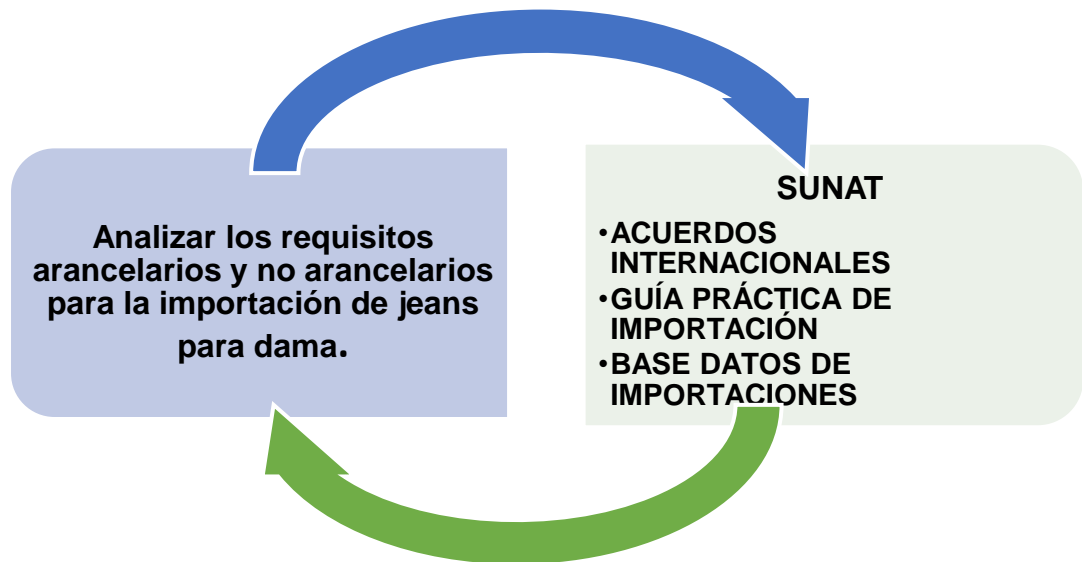 Analizar los requisitos
arancelarios y no arancelarios
para la importación de jeans
para dama.
SUNAT
•ACUERDOS
INTERNACIONALES
•GUÍA PRÁCTICA DE
IMPORTACIÓN
•BASE DATOS DE
IMPORTACIONES